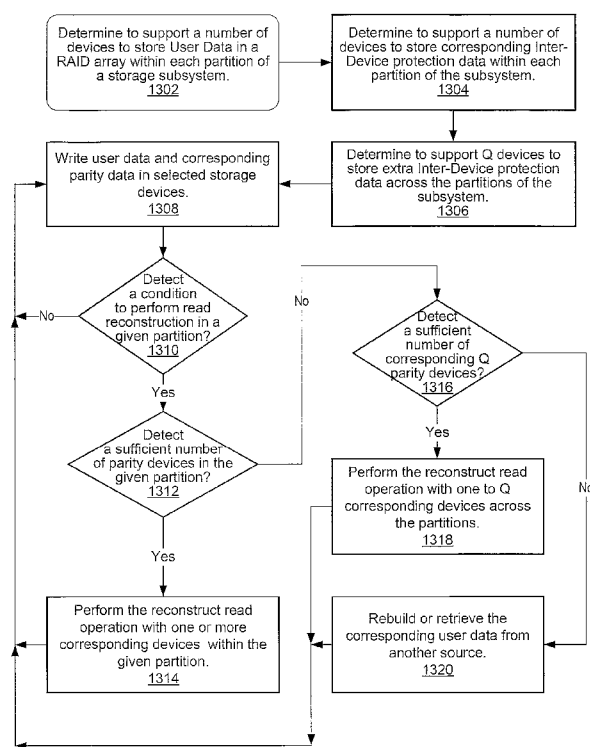 Determine to support a number of
devices to store User Data in a
RAID array within each partition of
a storage subsystem.
1302
Determine to support a number of
devices to store corresponding Inter-
Device protection data within each
partition of the subsystem.
1304
Write user data and corresponding
parity data in selected storage
devices.
1308
Determine to support Q devices to
store extra Inter-Device protection
data across the partitions of the
subsystem.
1306
Detect
a condition
to perform read
reconstruction in a
given partition?
1310
No
Yes
No
Detect
a sufficient
number of
corresponding Q
parity devices?
1316
Detect
a sufficient number
of parity devices in the
given partition?
1312
Yes
No
Perform the reconstruct read
operation with one to Q
corresponding devices across
the partitions.
1318
Yes
Perform the reconstruct read
operation with one or more
corresponding devices within the
given partition.
1314
Rebuild or retrieve the
corresponding user data from
another source.
1320